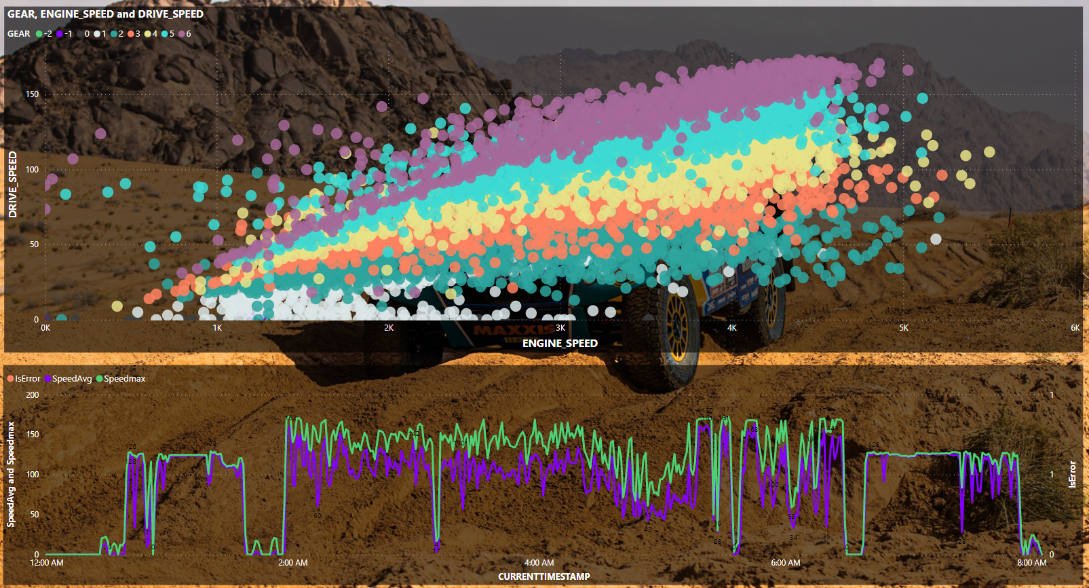 GEAR, ENGINE_SPEED and DRIVE_SPEED
GEAR -2 -1 0 1 2 3 4 5 6
150
100
50
0
DRIVE_SPEED
0K 1K 2K 3K 4K 5K 6K
ENGINE_SPEED
MAXXIS
IsError SpeedAvg Speedmax
200
150
100
50
0
SpeedAvg and Speedmax
1
1
0
IsError
12:00 AM 2:00 AM 4:00 AM 6:00 AM 8:00 AM
CURRENTTIMESTAMP